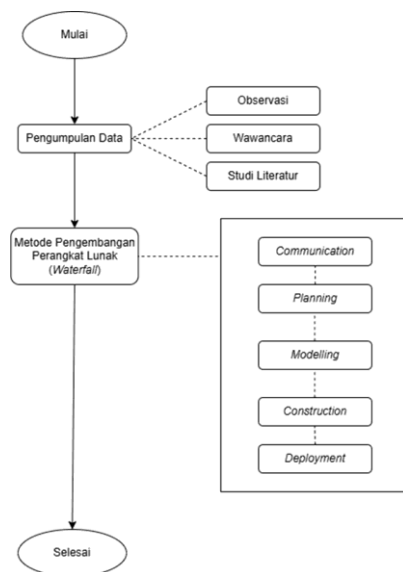 Mulai
Pengumpulan Data
Observasi
Wawancara
Studi Literatur
Metode Pengembangan
Perangkat Lunak
(Waterfall)
Communication
Planning
Modelling
Construction
Deployment
Selesai